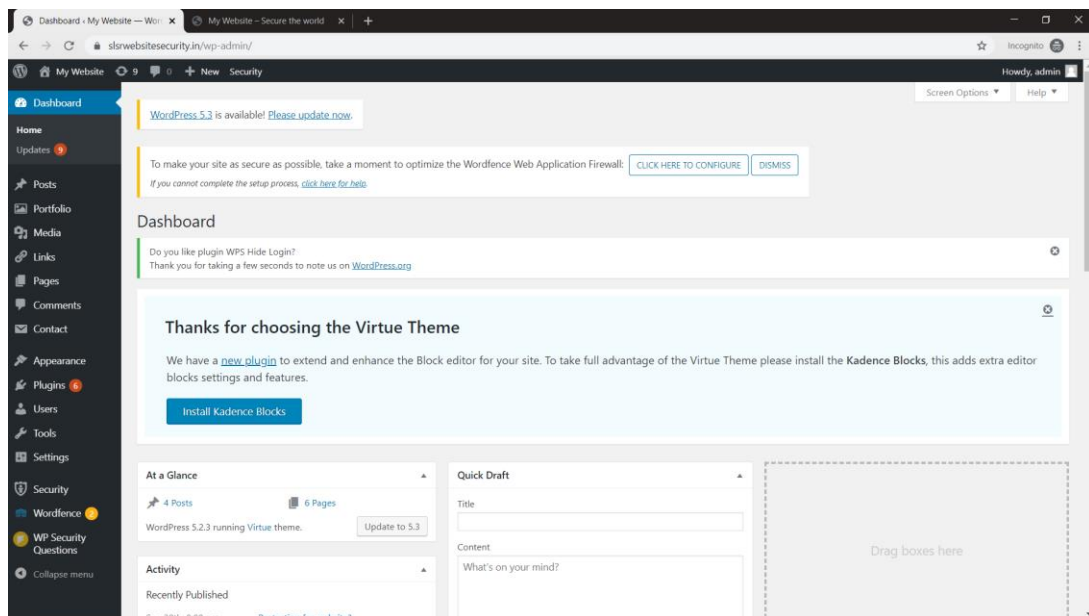 Dashboard ‹ My Website — Wor
My Website – Secure the world
slsrwebsitesecurity.in/wp-admin/
Incognito
My Website 9 0 + New Security
Howdy, admin
Screen Options ▼ Help ▼
Dashboard
Home
Updates 9
Posts
Portfolio
Media
Links
Pages
Comments
Contact
Appearance
Plugins 6
Users
Tools
Settings
Security
Wordfence 2
WP Security
Questions
Collapse menu
WordPress 5.3 is available! Please update now.
To make your site as secure as possible, take a moment to optimize the Wordfence Web Application Firewall: CLICK HERE TO CONFIGURE DISMISS
If you cannot complete the setup process, click here for help.
Dashboard
Do you like plugin WPS Hide Login?
Thank you for taking a few seconds to note us on WordPress.org
Thanks for choosing the Virtue Theme
We have a new plugin to extend and enhance the Block editor for your site. To take full advantage of the Virtue Theme please install the Kadence Blocks, this adds extra editor
blocks settings and features.
Install Kadence Blocks
At a Glance
4 Posts 6 Pages
WordPress 5.2.3 running Virtue theme. Update to 5.3
Activity
Recently Published
Quick Draft
Title
Content
What's on your mind?
Drag boxes here